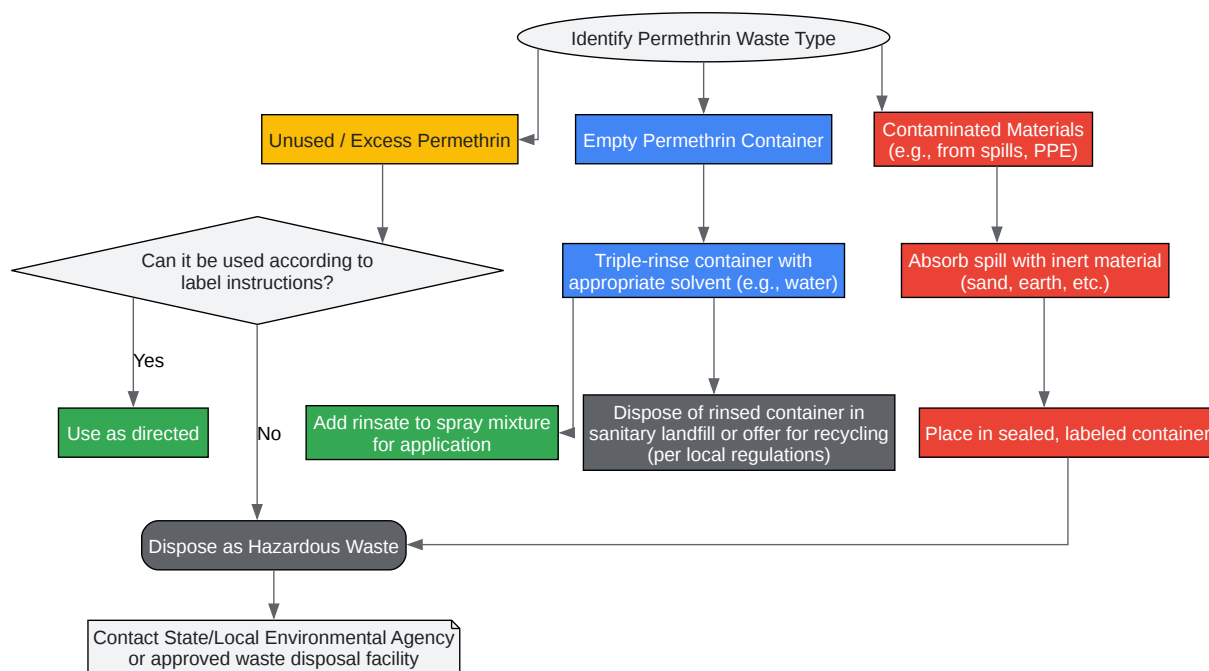 Identify Permethrin Waste Type
Unused / Excess Permethrin
Empty Permethrin Container
Contaminated Materials
(e.g., from spills, PPE)
Can it be used according to
label instructions?
Triple-rinse container with
appropriate solvent (e.g., water)
Absorb spill with inert material
(sand, earth, etc.)
Yes
No
Use as directed
Add rinsate to spray mixture
for application
Dispose of rinsed container in
sanitary landfill or offer for recycling
(per local regulations)
Place in sealed, labeled container
Dispose as Hazardous Waste
Contact State/Local Environmental Agency
or approved waste disposal facility